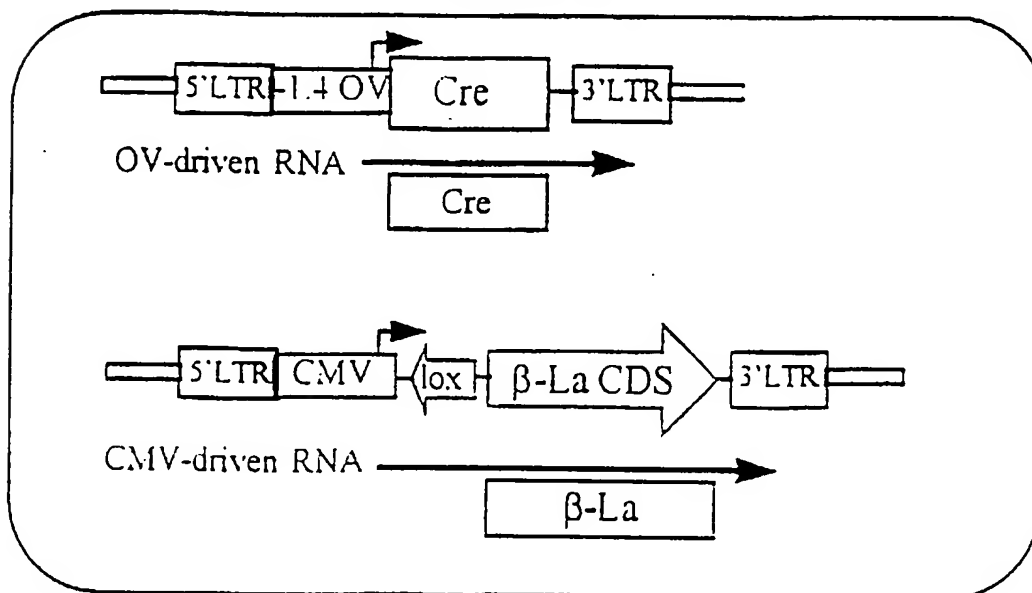 5'LTR -1.4 OV Cre 3'LTR
OV-driven RNA
Cre
5'LTR CMV lox β-La CDS 3'LTR
CMV-driven RNA
β-La